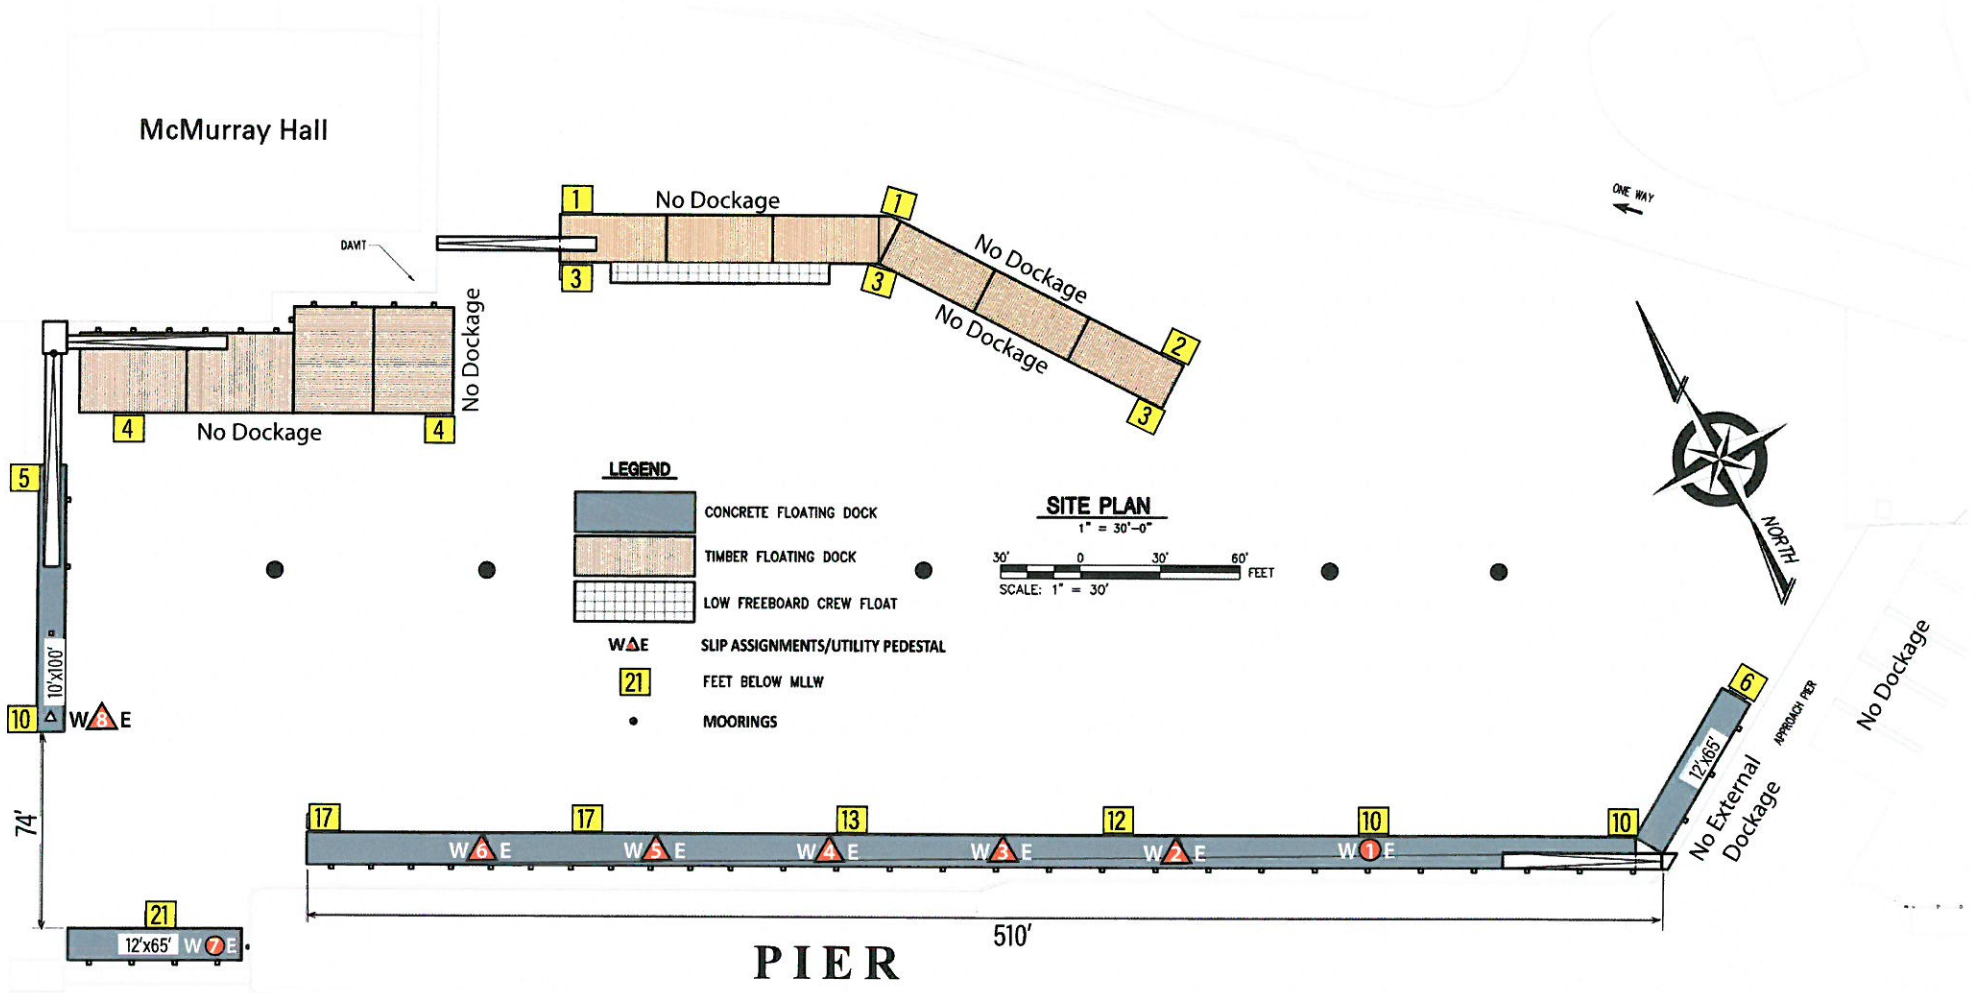 McMurray Hall
ONE WAY
DAVIT
1
No Dockage
1
3
3
No Dockage
No Dockage
2
3
No Dockage
4
No Dockage
4
5
LEGEND
CONCRETE FLOATING DOCK
TIMBER FLOATING DOCK
LOW FREEBOARD CREW FLOAT
W E SLIP ASSIGNMENTS/UTILITY PEDESTAL
21 FEET BELOW MLLW
MOORINGS
SITE PLAN
1" = 30'-0"
30' 0 30' 60'
FEET
SCALE: 1" = 30'
NORTH
10'x100'
10
W 8 E
74'
6
12'x65'
APPROACH PIER
No External
Dockage
No Dockage
17 17 13 12 10 10
W 6 E W 5 E W 4 E W 3 E W 2 E W 1 E
510'
21
12'x65' W 7 E
PIER